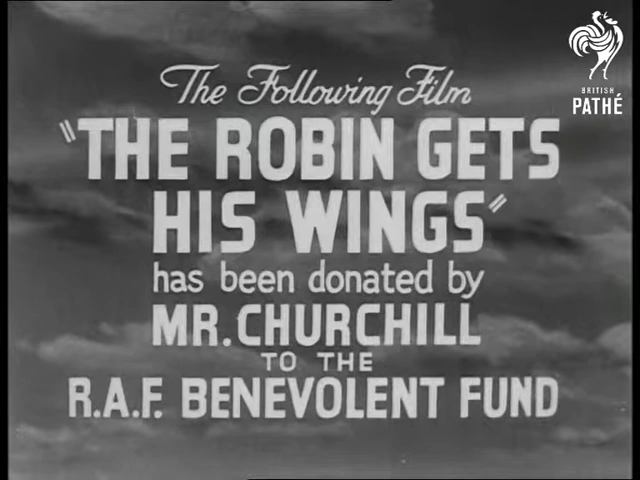 The Following Film
"THE ROBIN GETS
HIS WINGS"
has been donated by
MR. CHURCHILL
TO THE
R.A.F. BENEVOLENT FUND
BRITISH
PATHÉ